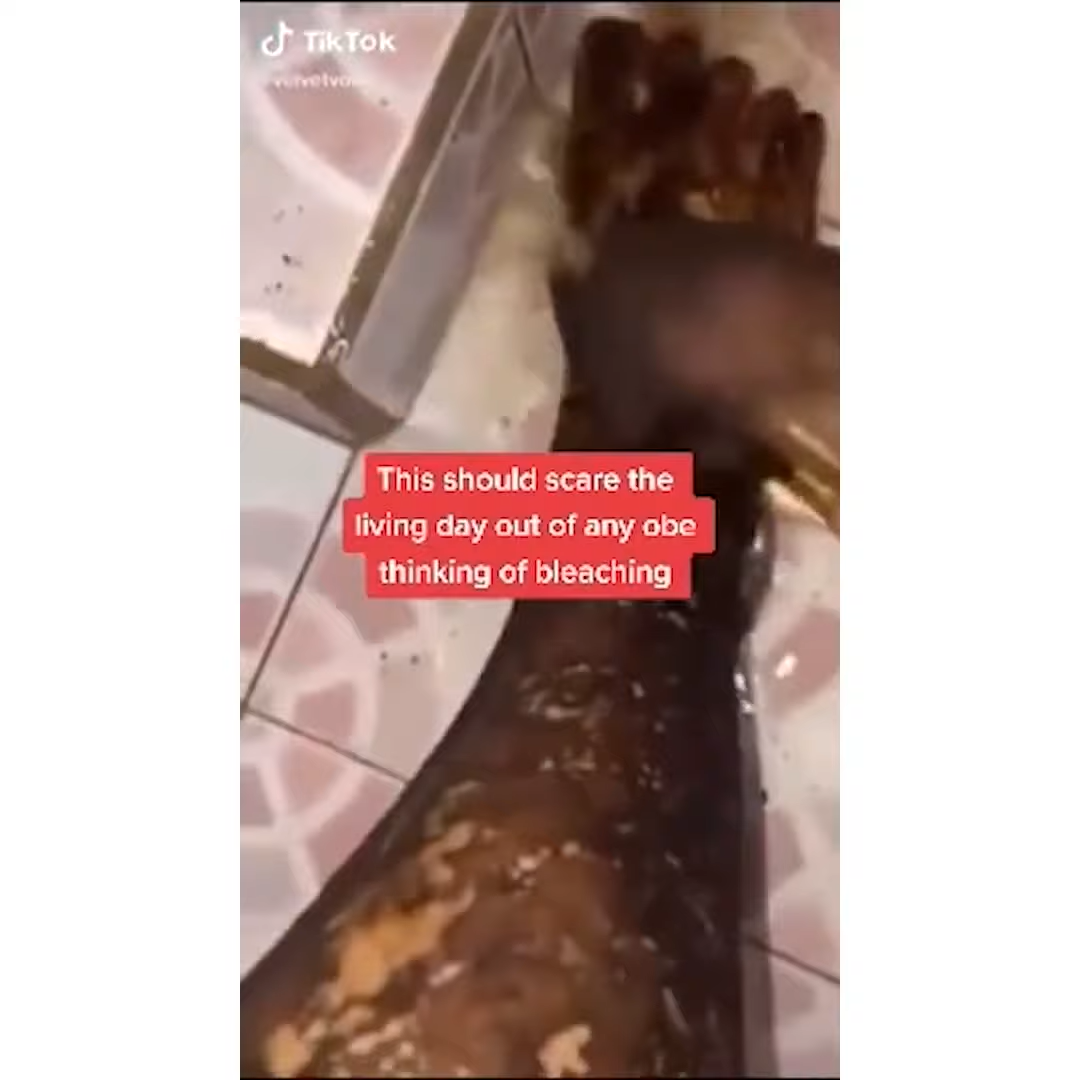 TikTok
This should scare the
living day out of any obe
thinking of bleaching